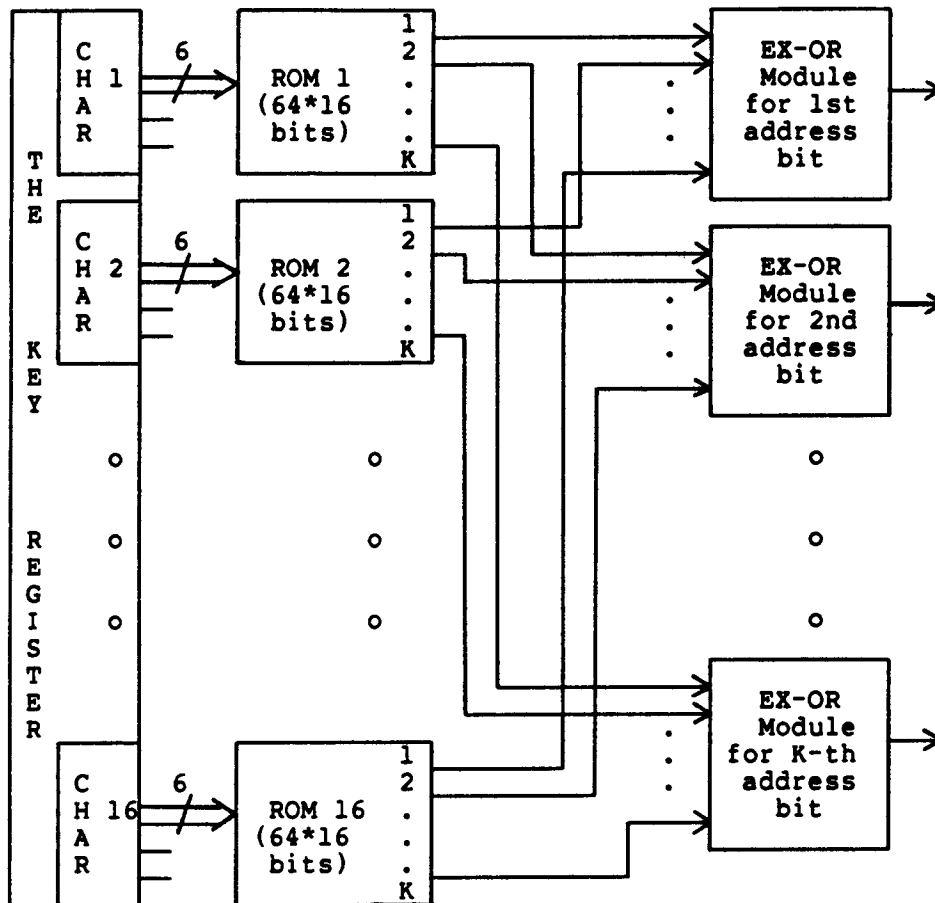 THE KEY REGISTER
CHAR 1
6
ROM 1
(64*16
bits)
1
2
.
.
.
K
EX-OR
Module
for 1st
address
bit
CHAR 2
6
ROM 2
(64*16
bits)
1
2
.
.
.
K
EX-OR
Module
for 2nd
address
bit
CHAR 16
6
ROM 16
(64*16
bits)
1
2
.
.
.
K
EX-OR
Module
for K-th
address
bit